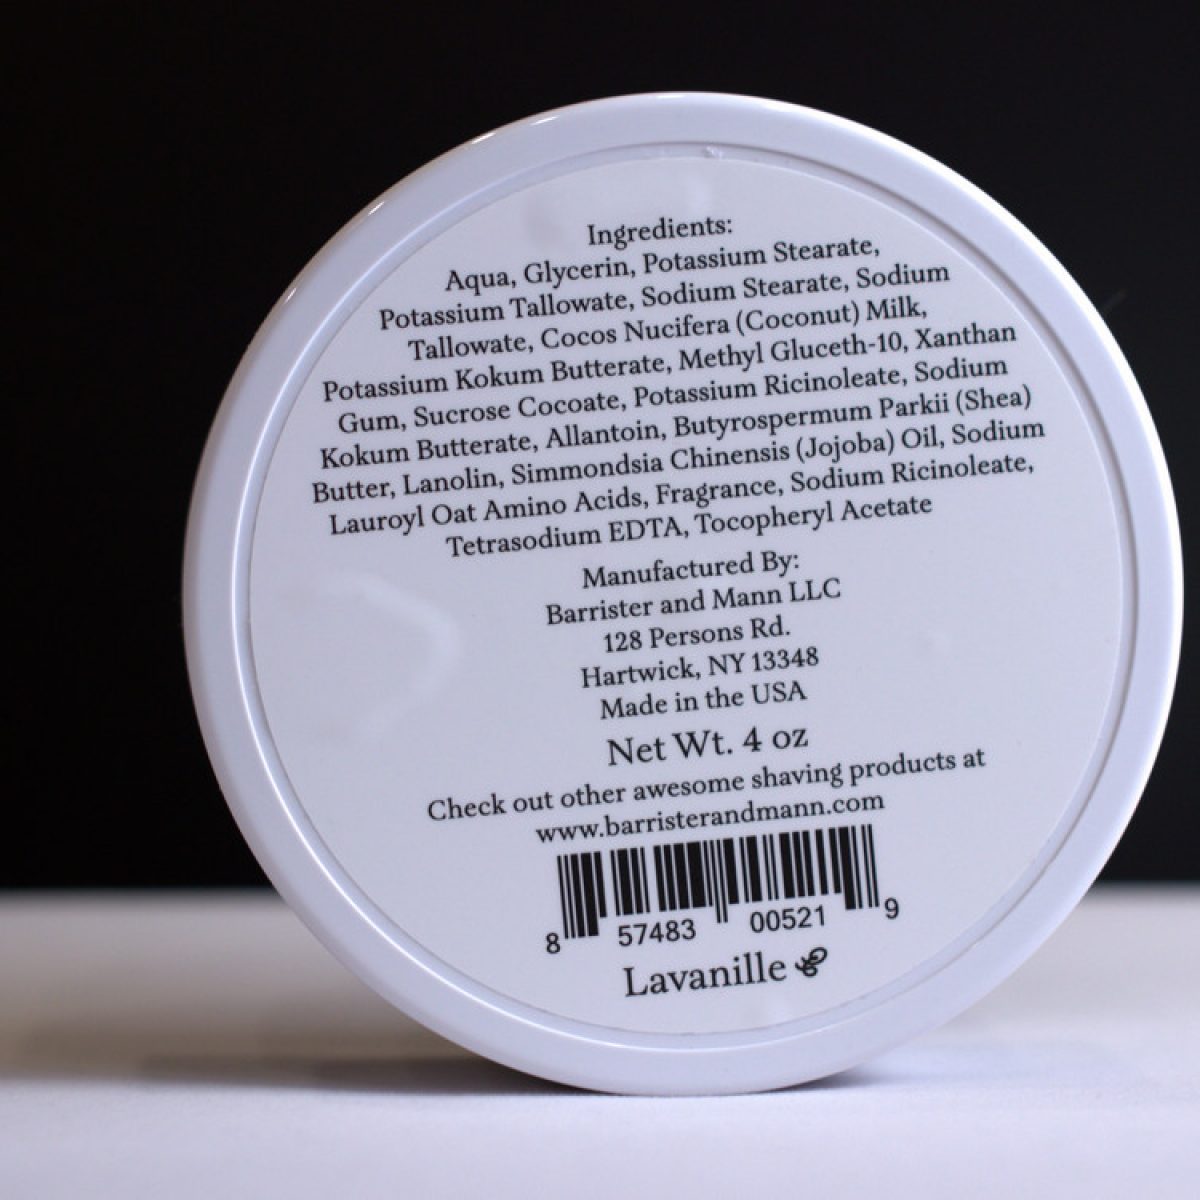 Ingredients:
Aqua, Glycerin, Potassium Stearate,
Potassium Tallowate, Sodium Stearate, Sodium
Tallowate, Cocos Nucifera (Coconut) Milk,
Potassium Kokum Butterate, Methyl Gluceth-10, Xanthan
Gum, Sucrose Cocoate, Potassium Ricinoleate, Sodium
Kokum Butterate, Allantoin, Butyrospermum Parkii (Shea)
Butter, Lanolin, Simmondsia Chinensis (Jojoba) Oil, Sodium
Lauroyl Oat Amino Acids, Fragrance, Sodium Ricinoleate,
Tetrasodium EDTA, Tocopheryl Acetate
Manufactured By:
Barrister and Mann LLC
128 Persons Rd.
Hartwick, NY 13348
Made in the USA
Net Wt. 4 oz
Check out other awesome shaving products at
www.barristerandmann.com
8 57483 00521 9
Lavanille